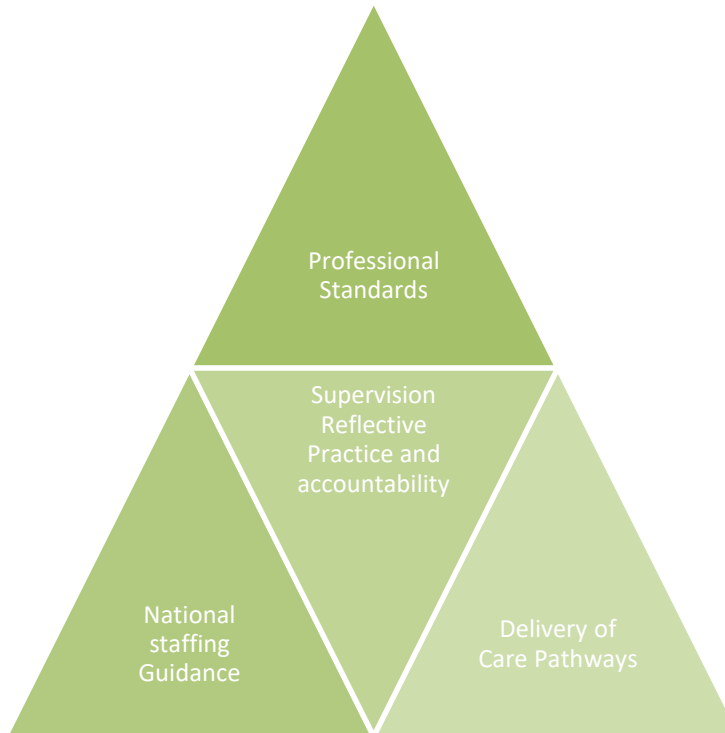 Professional
Standards
Supervision
Reflective
Practice and
accountability
National
staffing
Guidance
Delivery of
Care Pathways